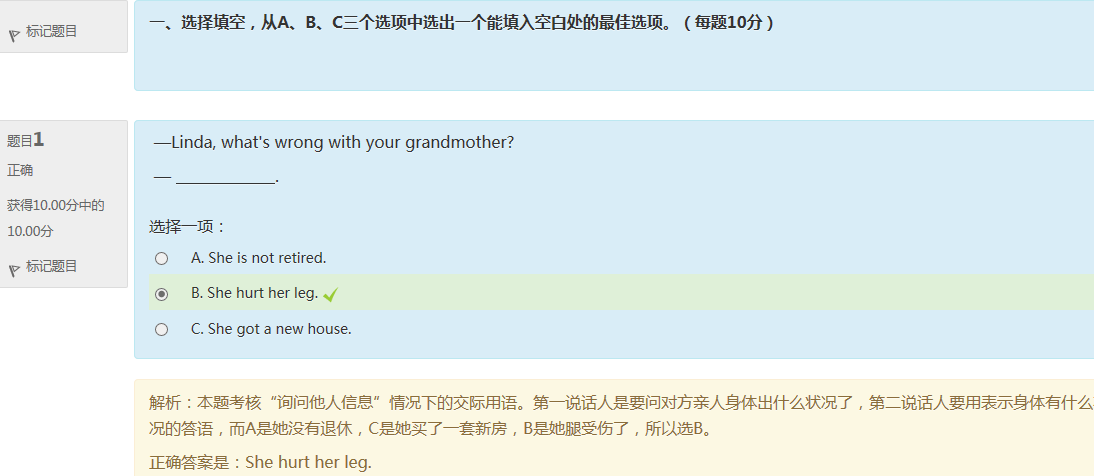 标记题目
一、选择填空，从A、B、C三个选项中选出一个能填入空白处的最佳选项。（每题10分）
题目1
正确
获得10.00分中的
10.00分
标记题目
—Linda, what's wrong with your grandmother?
— ____________.
选择一项：
A. She is not retired.
B. She hurt her leg.
C. She got a new house.
解析：本题考核“询问他人信息”情况下的交际用语。第一说话人是要问对方亲人身体出什么状况了，第二说话人要用表示身体有什么
况的答语，而A是她没有退休，C是她买了一套新房，B是她腿受伤了，所以选B。
正确答案是：She hurt her leg.